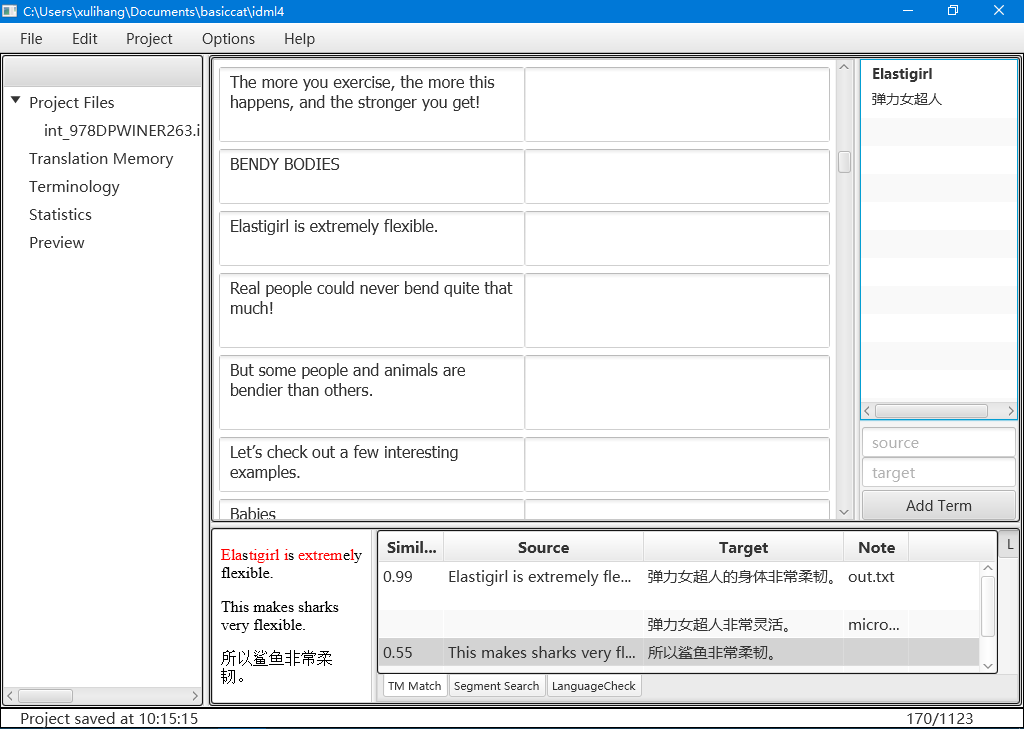 C:\Users\xulihang\Documents\basiccat\idml4
File Edit Project Options Help
Project Files
int_978DPWINER263.i
Translation Memory
Terminology
Statistics
Preview
The more you exercise, the more this
happens, and the stronger you get!
BENDY BODIES
Elastigirl is extremely flexible.
Real people could never bend quite that
much!
But some people and animals are
bendier than others.
Let’s check out a few interesting
examples.
Babies
Elastigirl
弹力女超人
source
target
Add Term
Elastigirl is extremely
flexible.
This makes sharks
very flexible.
所以鲨鱼非常柔
韧。
Simil... Source Target Note
0.99 Elastigirl is extremely fle... 弹力女超人的身体非常柔韧。 out.txt
弹力女超人非常灵活。 micro...
0.55 This makes sharks very fl... 所以鲨鱼非常柔韧。
TM Match Segment Search LanguageCheck
L
Project saved at 10:15:15 170/1123